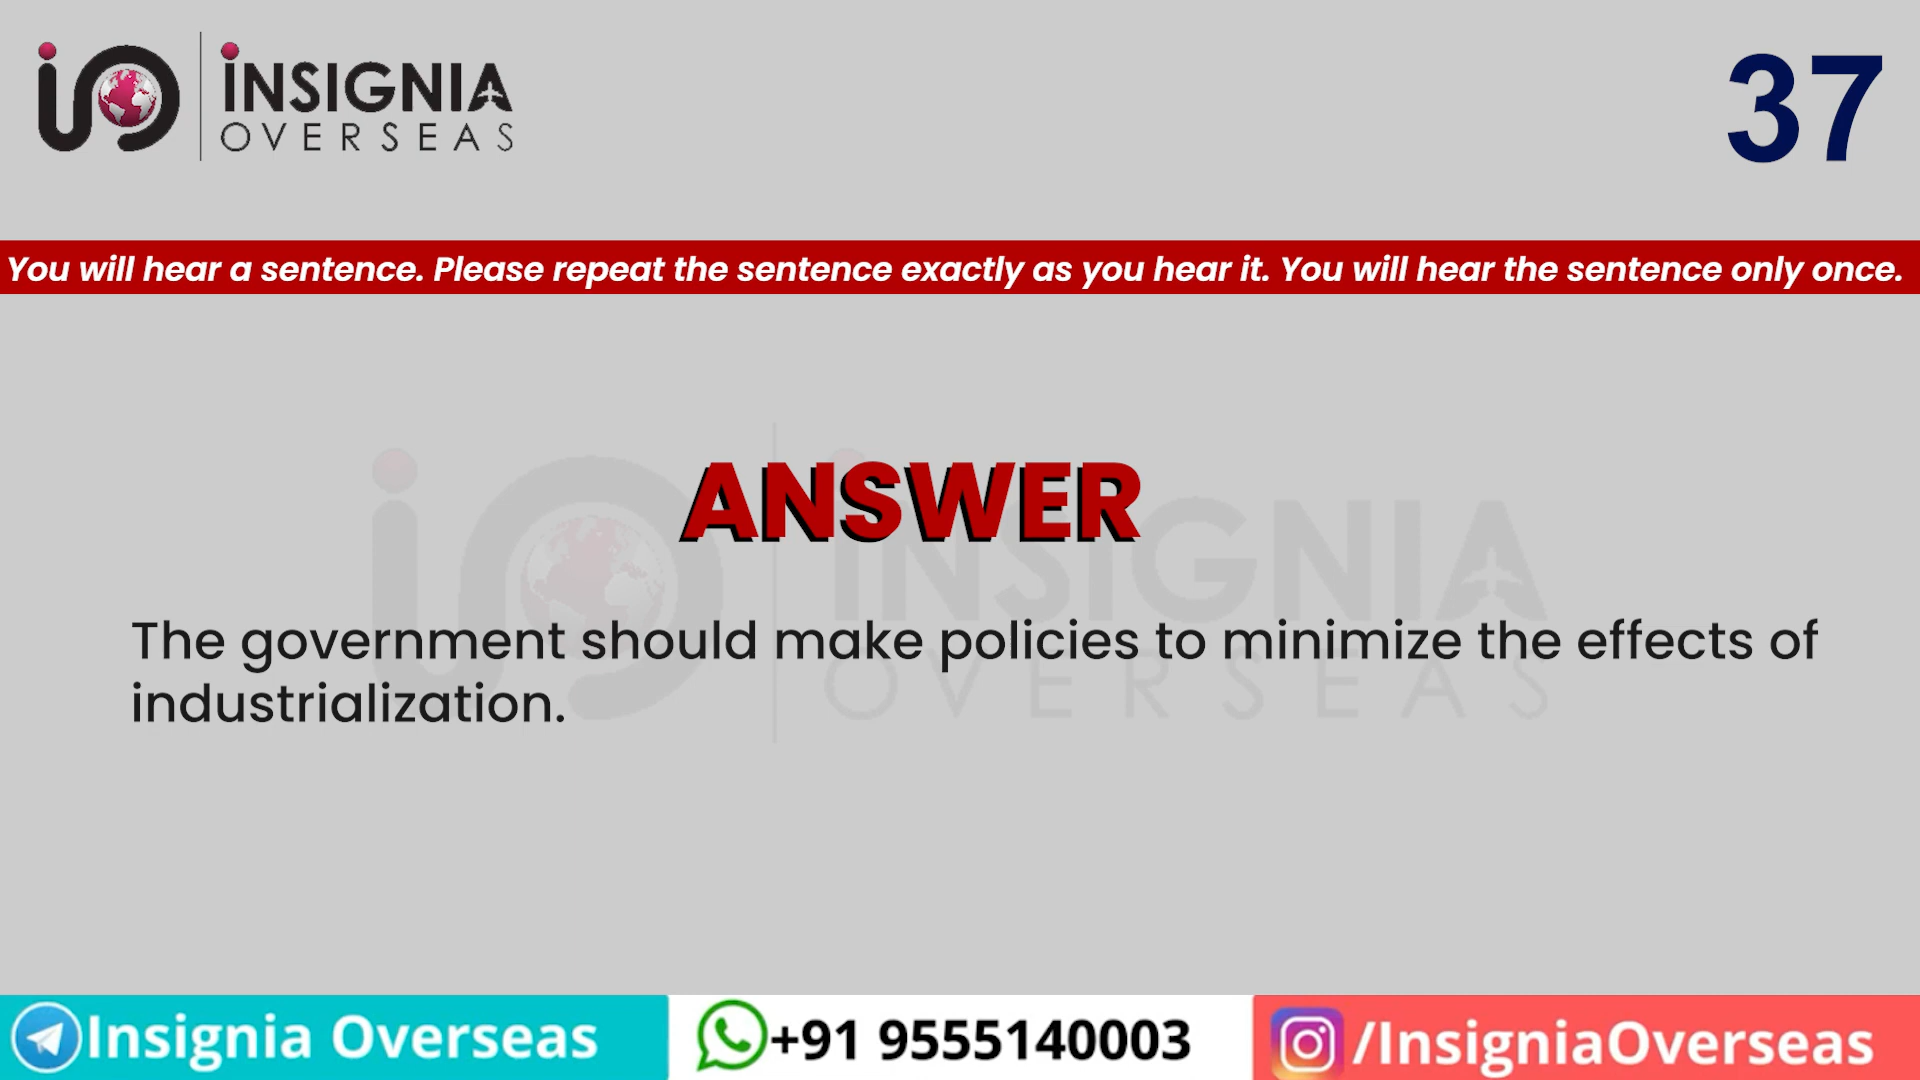 INSIGNIA
OVERSEAS
37
You will hear a sentence. Please repeat the sentence exactly as you hear it. You will hear the sentence only once.
INSIGNIA
OVERSEAS
ANSWER
The government should make policies to minimize the effects of
industrialization.
Insignia Overseas
+91 9555140003
/InsigniaOverseas